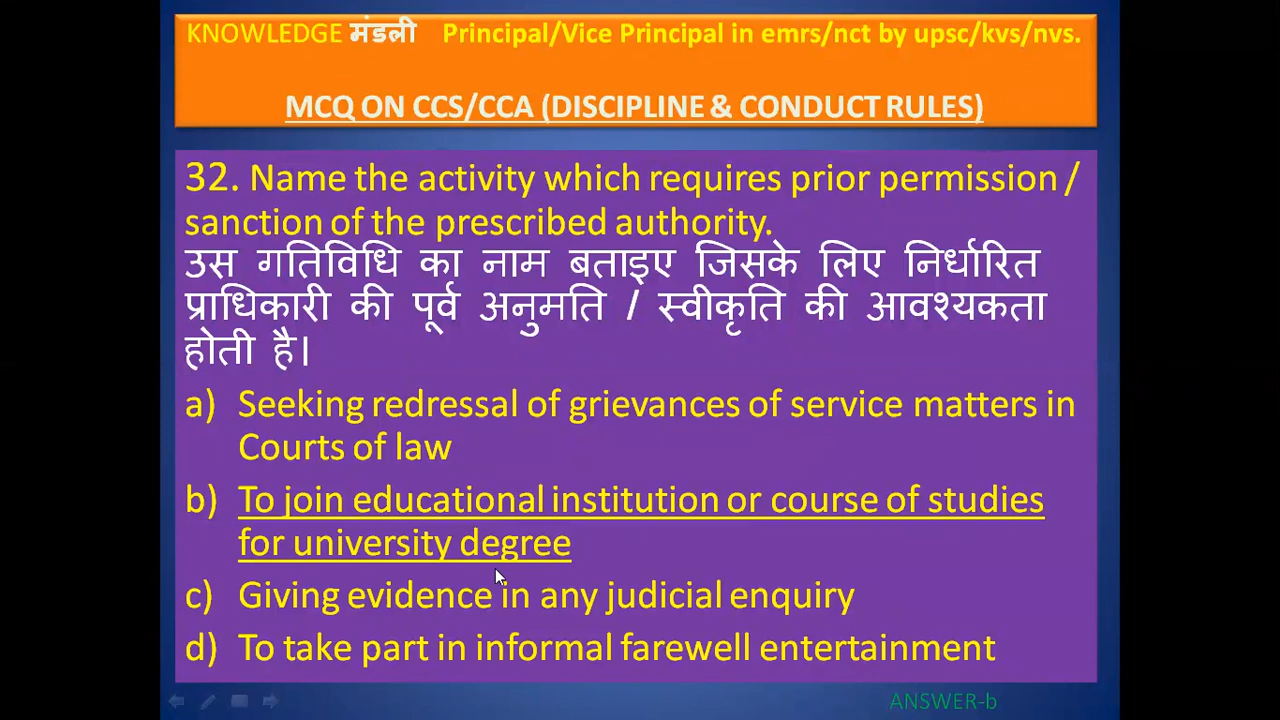 KNOWLEDGE मंडली Principal/Vice Principal in emrs/nct by upsc/kvs/nvs.
MCQ ON CCS/CCA (DISCIPLINE & CONDUCT RULES)
32. Name the activity which requires prior permission /
sanction of the prescribed authority.
उस गतिविधि का नाम बताइए जिसके लिए निर्धारित
प्राधिकारी की पूर्व अनुमति / स्वीकृति की आवश्यकता
होती है।
a) Seeking redressal of grievances of service matters in
Courts of law
b) To join educational institution or course of studies
for university degree
c) Giving evidence in any judicial enquiry
d) To take part in informal farewell entertainment
ANSWER-b